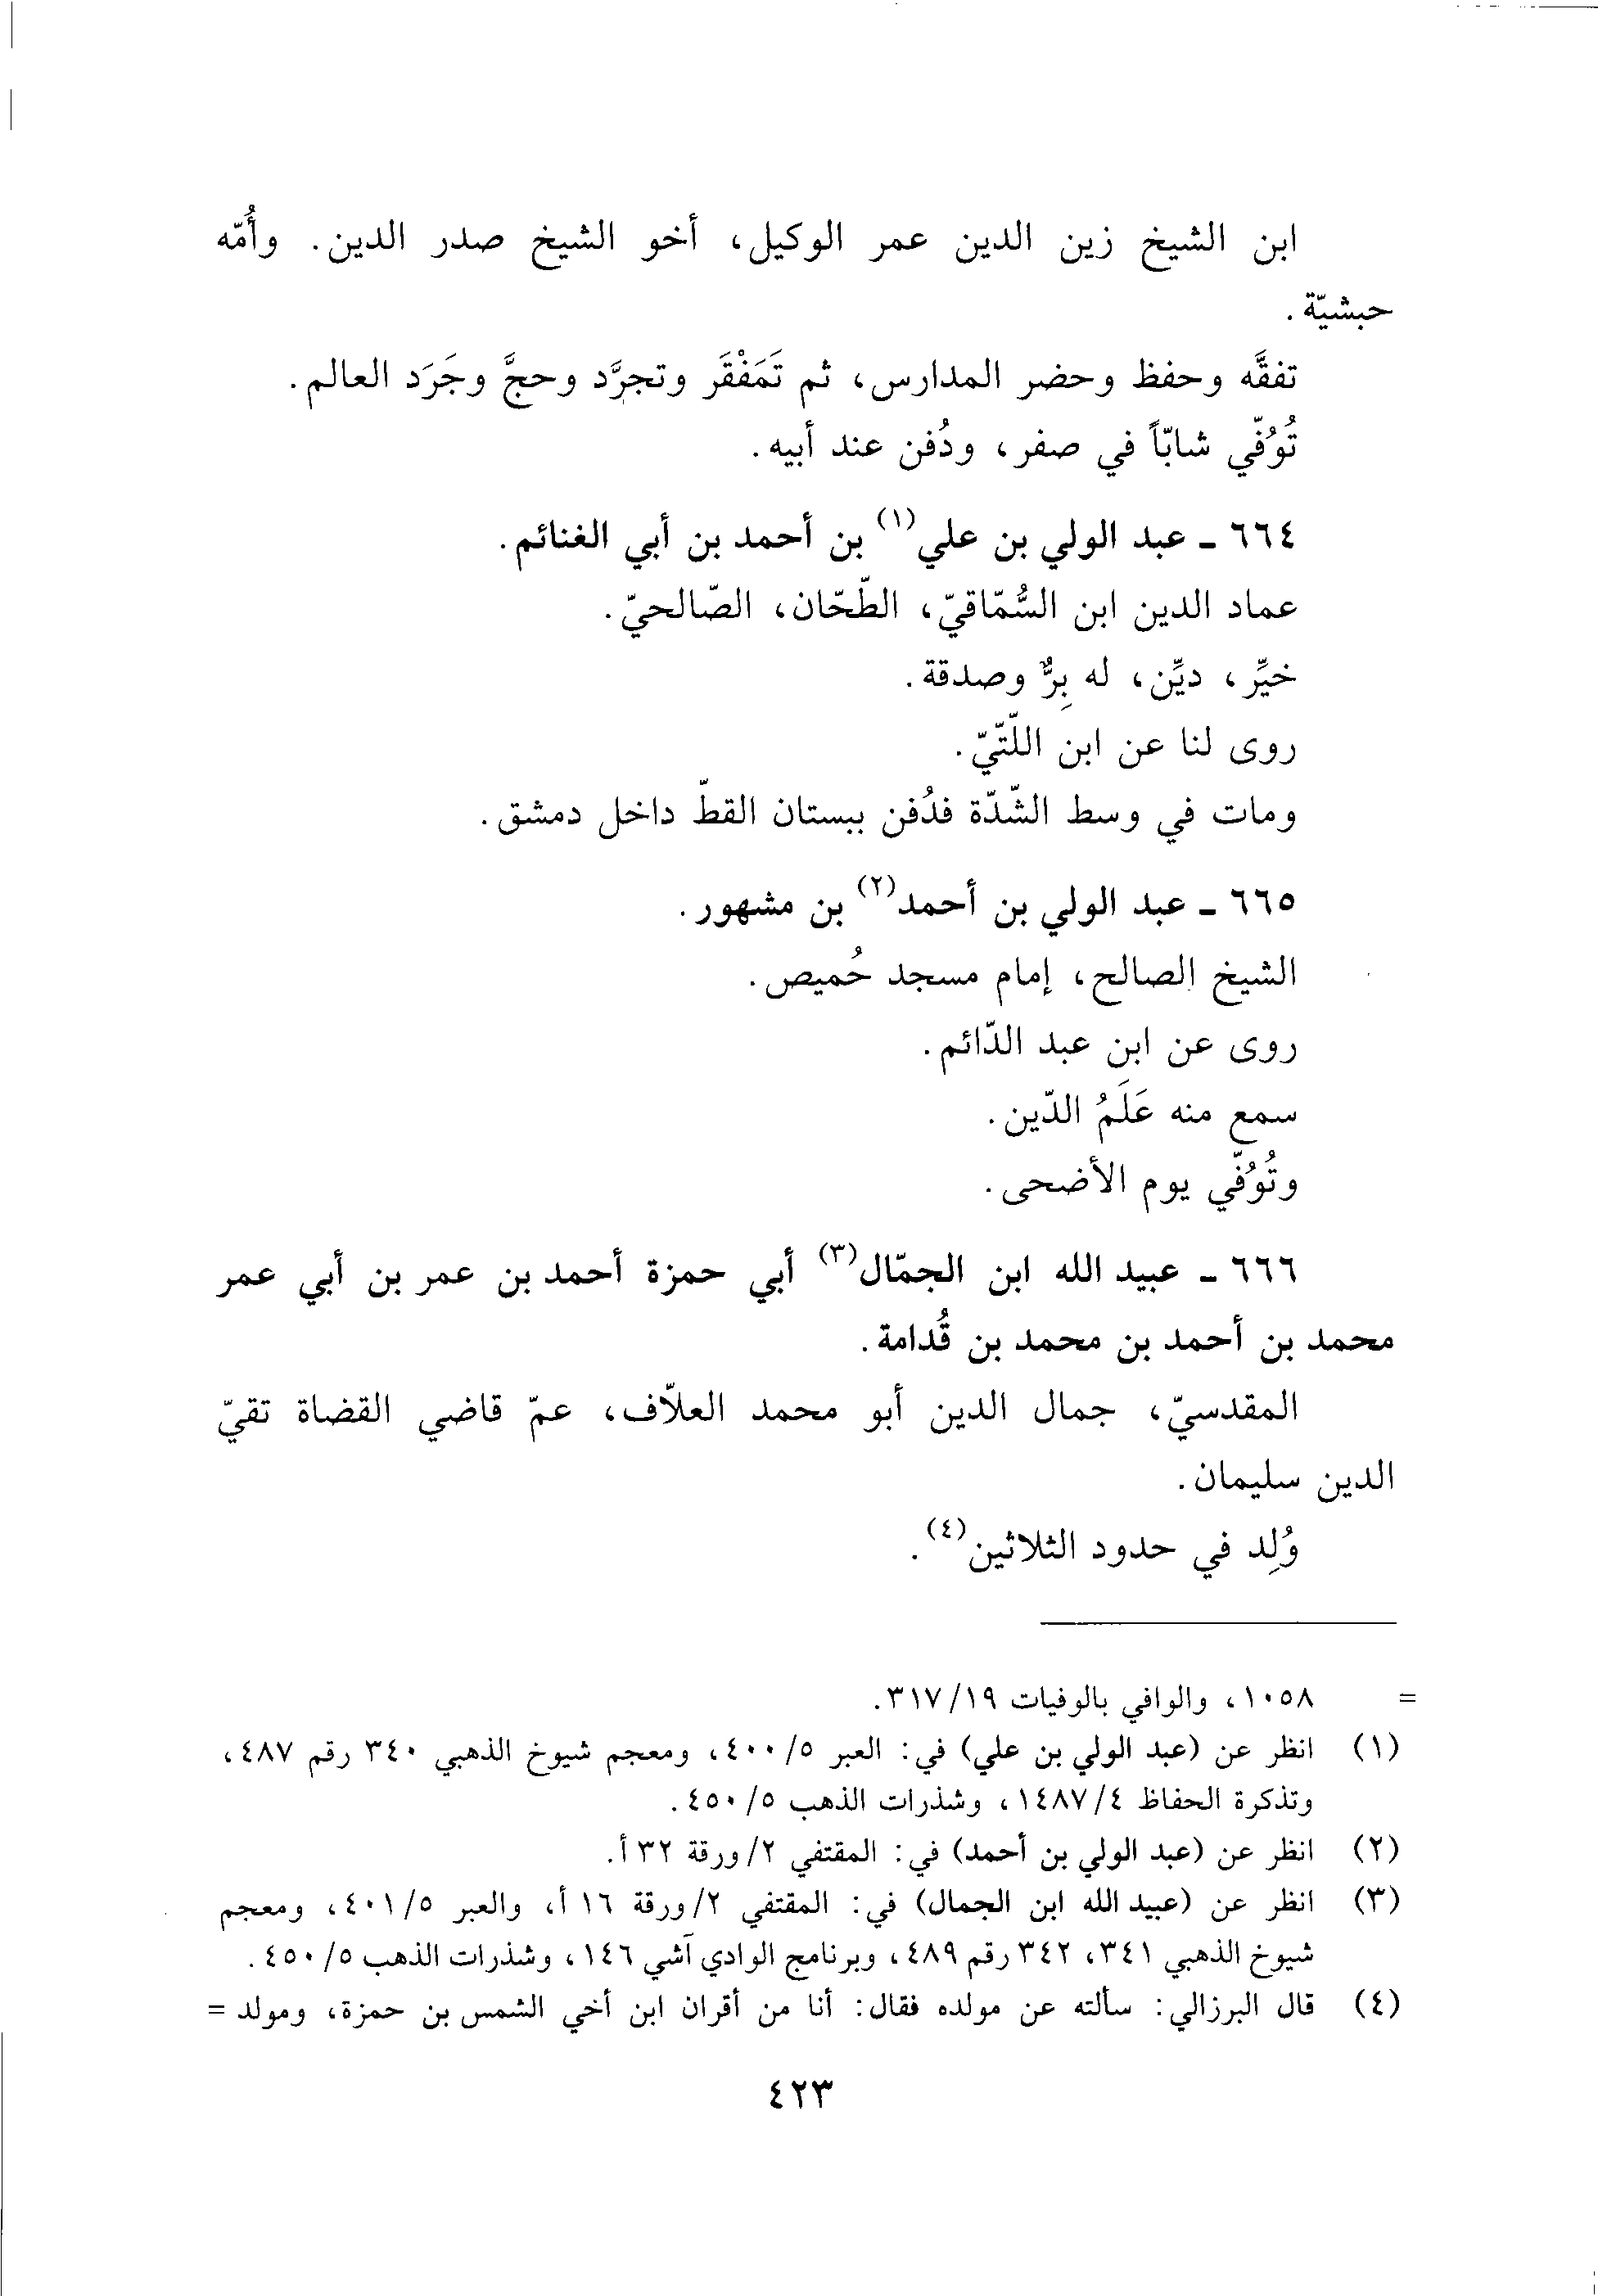 ابن الشيخ زين الدين عمر الوكيل، أخو الشيخ صدر الدين. وأُمّه
حبشيّة.
تفقَّه وحفظ وحضر المدارس، ثم تَمَفْقَر وتجرَّد وحجَّ وجَرَد العالم.
تُوُفّي شابّاً في صفر، ودُفن عند أبيه.
٦٦٤ ـ عبد الولي بن علي(١) بن أحمد بن أبي الغنائم.
عماد الدين ابن السُّمّاقيّ، الطّحّان، الصّالحيّ.
خيِّر، ديِّن، له بِرٌّ وصدقة.
روى لنا عن ابن اللّتّيّ.
ومات في وسط الشّدّة فدُفن ببستان القطّ داخل دمشق.
٦٦٥ ـ عبد الولي بن أحمد(٢) بن مشهور.
الشيخ الصالح، إمام مسجد حُميص.
روى عن ابن عبد الدّائم.
سمع منه عَلَمُ الدّين.
وتُوُفّي يوم الأضحى.
٦٦٦ ـ عبيد الله ابن الجمّال(٣) أبي حمزة أحمد بن عمر بن أبي عمر
محمد بن أحمد بن محمد بن قُدامة.
المقدسيّ، جمال الدين أبو محمد العلاّف، عمّ قاضي القضاة تقيّ
الدين سليمان.
وُلِد في حدود الثلاثين(٤).
= ١٠٥٨، والوافي بالوفيات ٣١٧/١٩.
(١) انظر عن (عبد الولي بن علي) في: العبر ٤٠٠/٥، ومعجم شيوخ الذهبي ٣٤٠ رقم ٤٨٧،
وتذكرة الحفاظ ١٤٨٧/٤، وشذرات الذهب ٤٥٠/٥.
(٢) انظر عن (عبد الولي بن أحمد) في: المقتفي ٢/ورقة ٣٢ أ.
(٣) انظر عن (عبيد الله ابن الجمال) في: المقتفي ٢/ورقة ١٦ أ، والعبر ٤٠١/٥، ومعجم
شيوخ الذهبي ٣٤١، ٣٤٢ رقم ٤٨٩، وبرنامج الوادي آشي ١٤٦، وشذرات الذهب ٤٥٠/٥.
(٤) قال البرزالي: سألته عن مولده فقال: أنا من أقران ابن أخي الشمس بن حمزة، ومولد =
٤٢٣